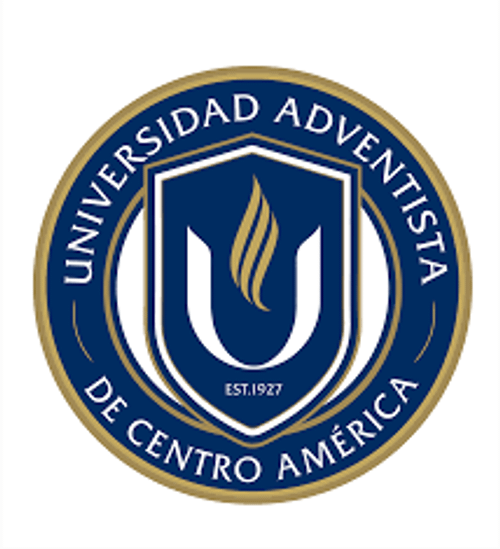 UNIVERSIDAD ADVENTISTA
U
EST.1927
DE CENTRO AMÉRICA